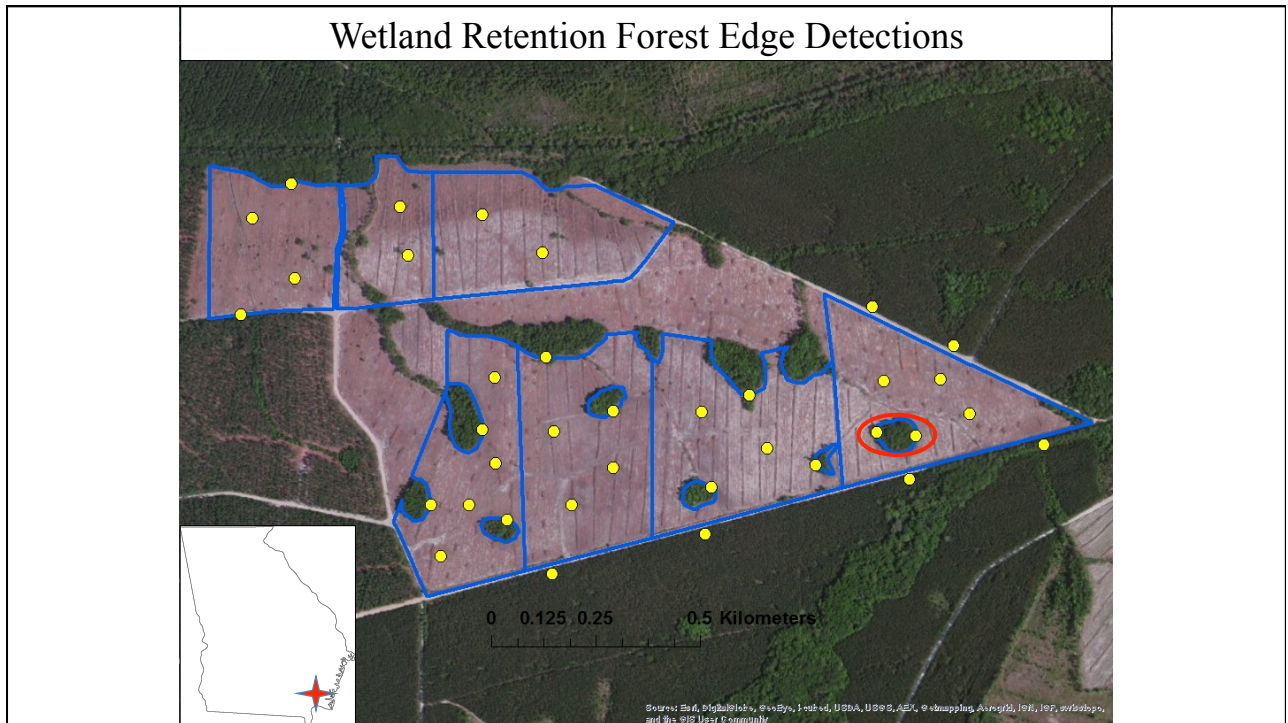 Wetland Retention Forest Edge Detections
0 0.125 0.25 0.5 Kilometers
Source: Esri, DigitalGlobe, GeoEye, i-cubed, USDA, USGS, AEX, Getmapping, Aerogrid, IGN, IGP, swisstopo,
and the GIS User Community